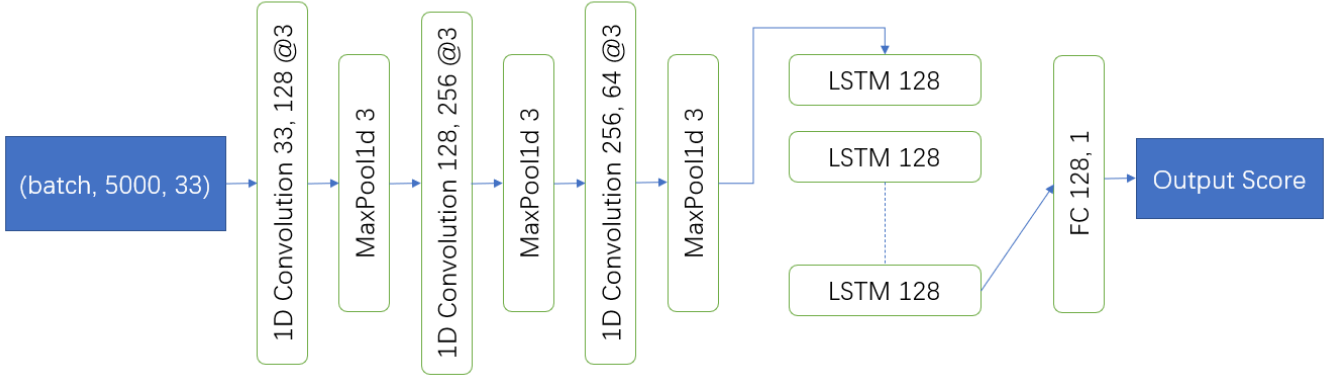 (batch, 5000, 33)
1D Convolution 33, 128 @3
MaxPool1d 3
1D Convolution 128, 256 @3
MaxPool1d 3
1D Convolution 256, 64 @3
MaxPool1d 3
LSTM 128
LSTM 128
LSTM 128
FC 128, 1
Output Score